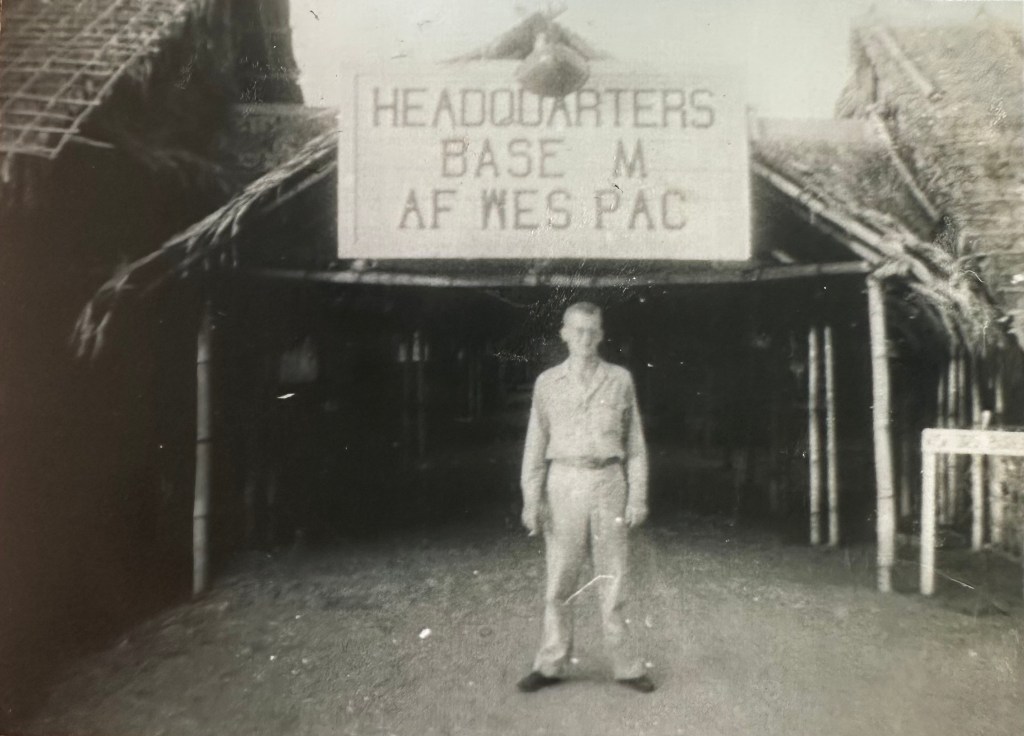 HEADQUARTERS
BASE M
AF WES PAC